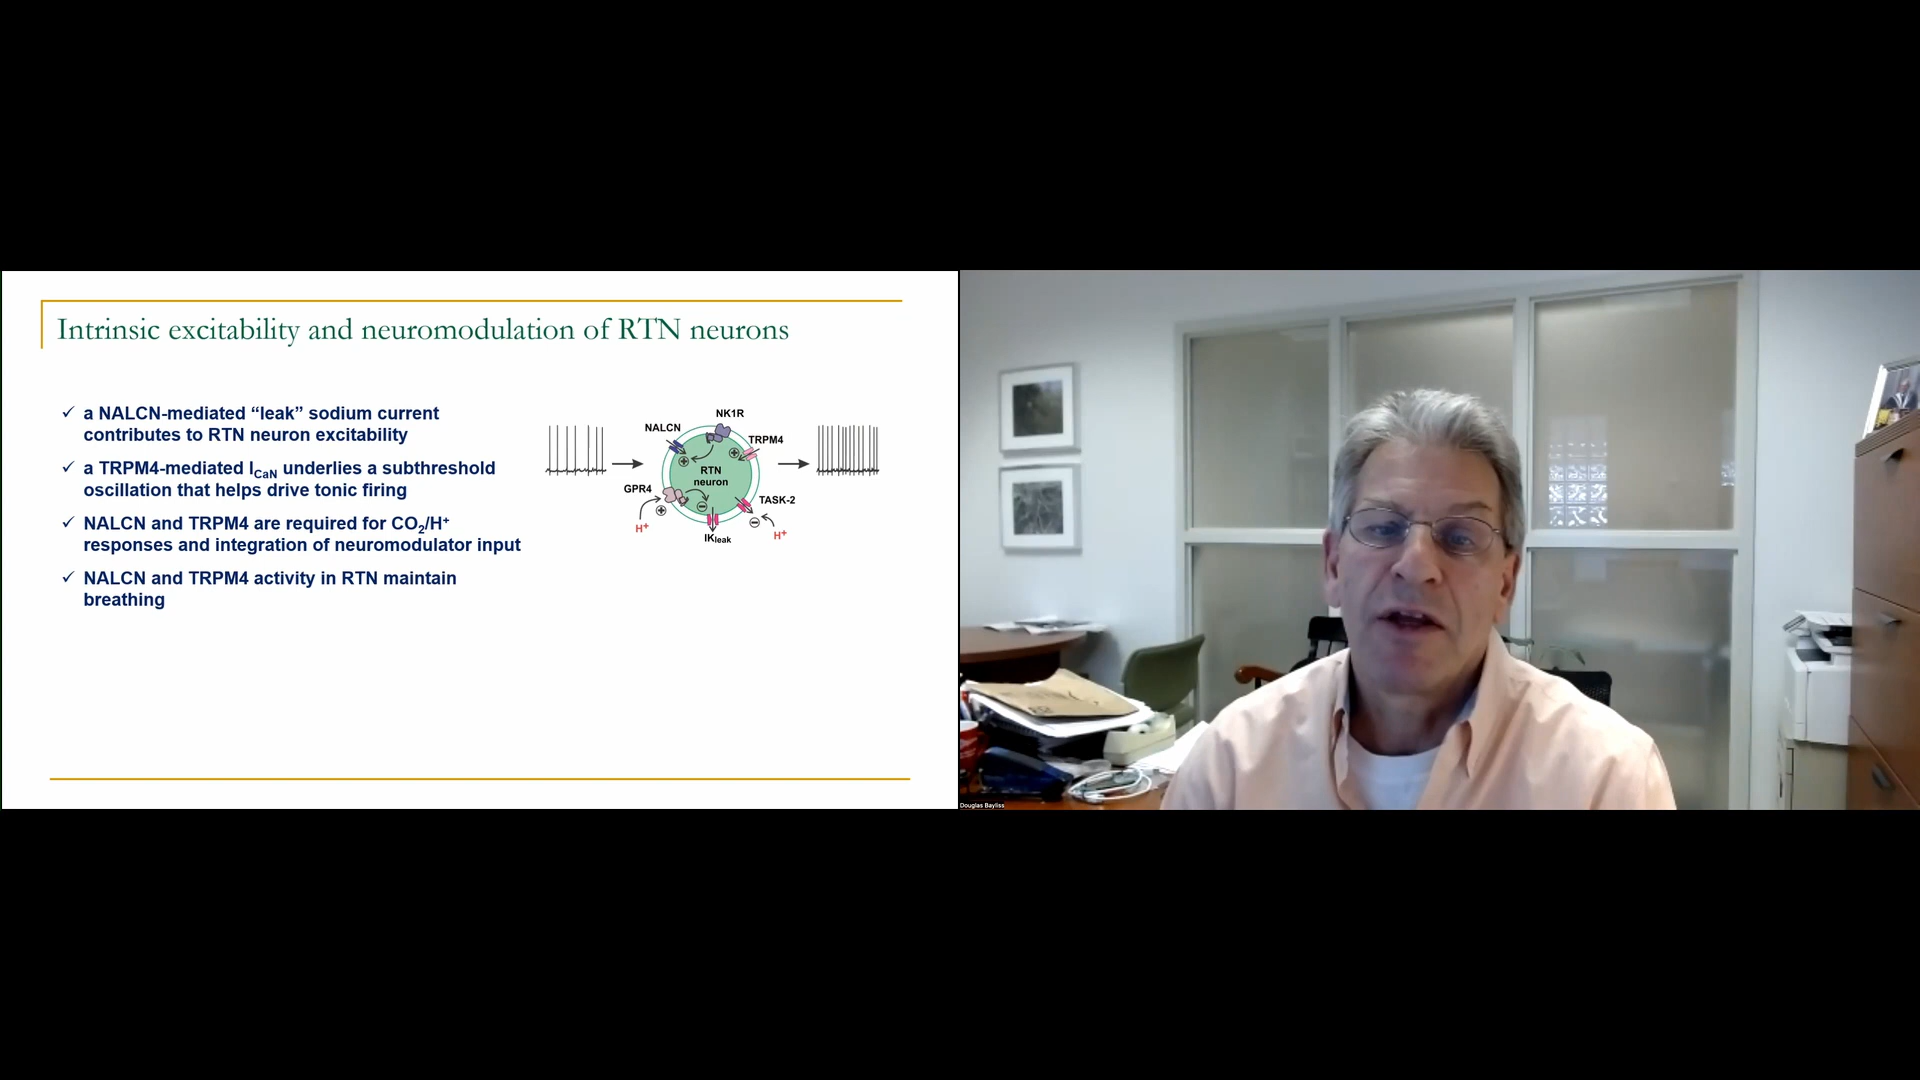 Intrinsic excitability and neuromodulation of RTN neurons
✓ a NALCN-mediated “leak” sodium current
contributes to RTN neuron excitability
✓ a TRPM4-mediated ICaN underlies a subthreshold
oscillation that helps drive tonic firing
✓ NALCN and TRPM4 are required for CO2/H+
responses and integration of neuromodulator input
✓ NALCN and TRPM4 activity in RTN maintain
breathing
NK1R
NALCN
TRPM4
RTN
neuron
GPR4
TASK-2
H+
H+
IKleak
Douglas Bayliss